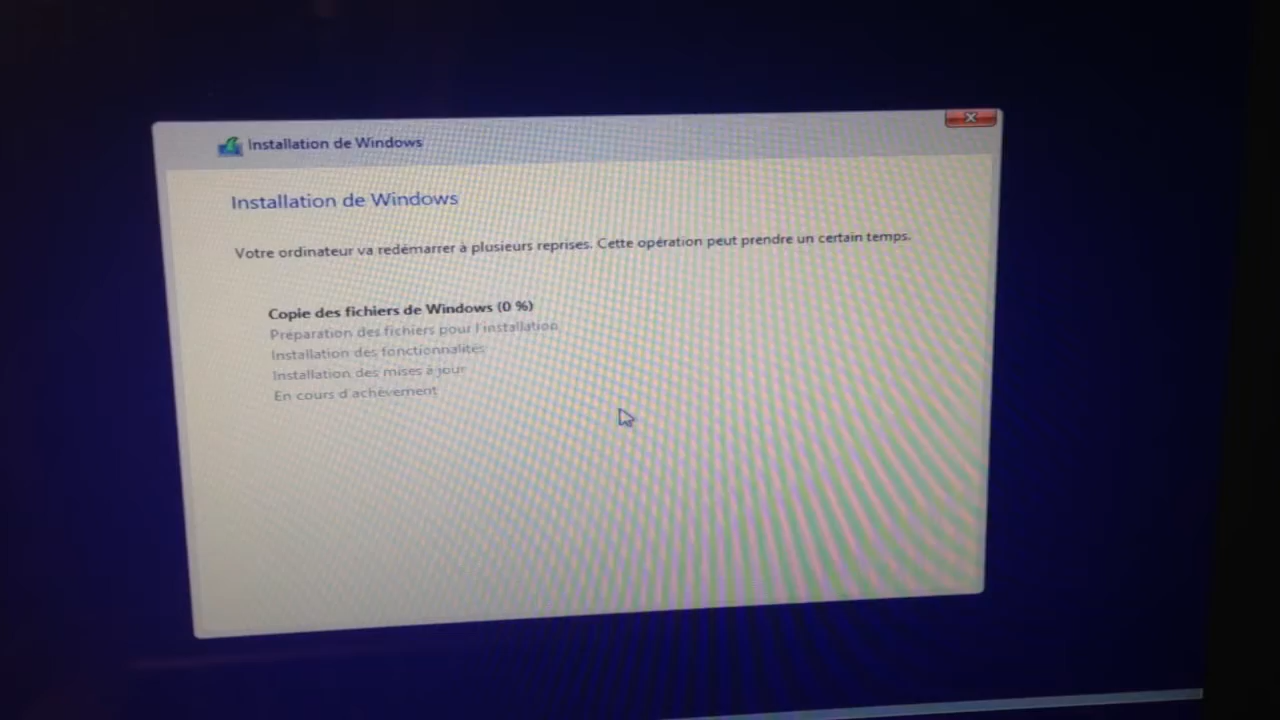 Installation de Windows
Installation de Windows
Votre ordinateur va redémarrer à plusieurs reprises. Cette opération peut prendre un certain temps.
Copie des fichiers de Windows (0 %)
Préparation des fichiers pour l'installation
Installation des fonctionnalités
Installation des mises à jour
En cours d'achèvement